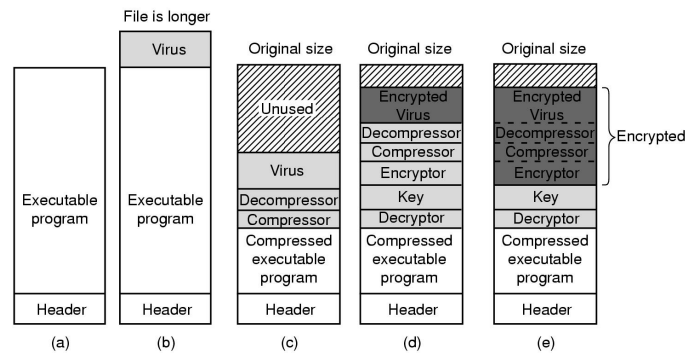 File is longer
Virus
Executable
program
Header
(b)
Executable
program
Header
(a)
Original size
Unused
Virus
Decompressor
Compressor
Compressed
executable
program
Header
(c)
Original size
Encrypted
Virus
Decompressor
Compressor
Encryptor
Key
Decryptor
Compressed
executable
program
Header
(d)
Original size
Encrypted
Virus
Decompressor
Compressor
Encryptor
Key
Decryptor
Compressed
executable
program
Header
(e)
Encrypted